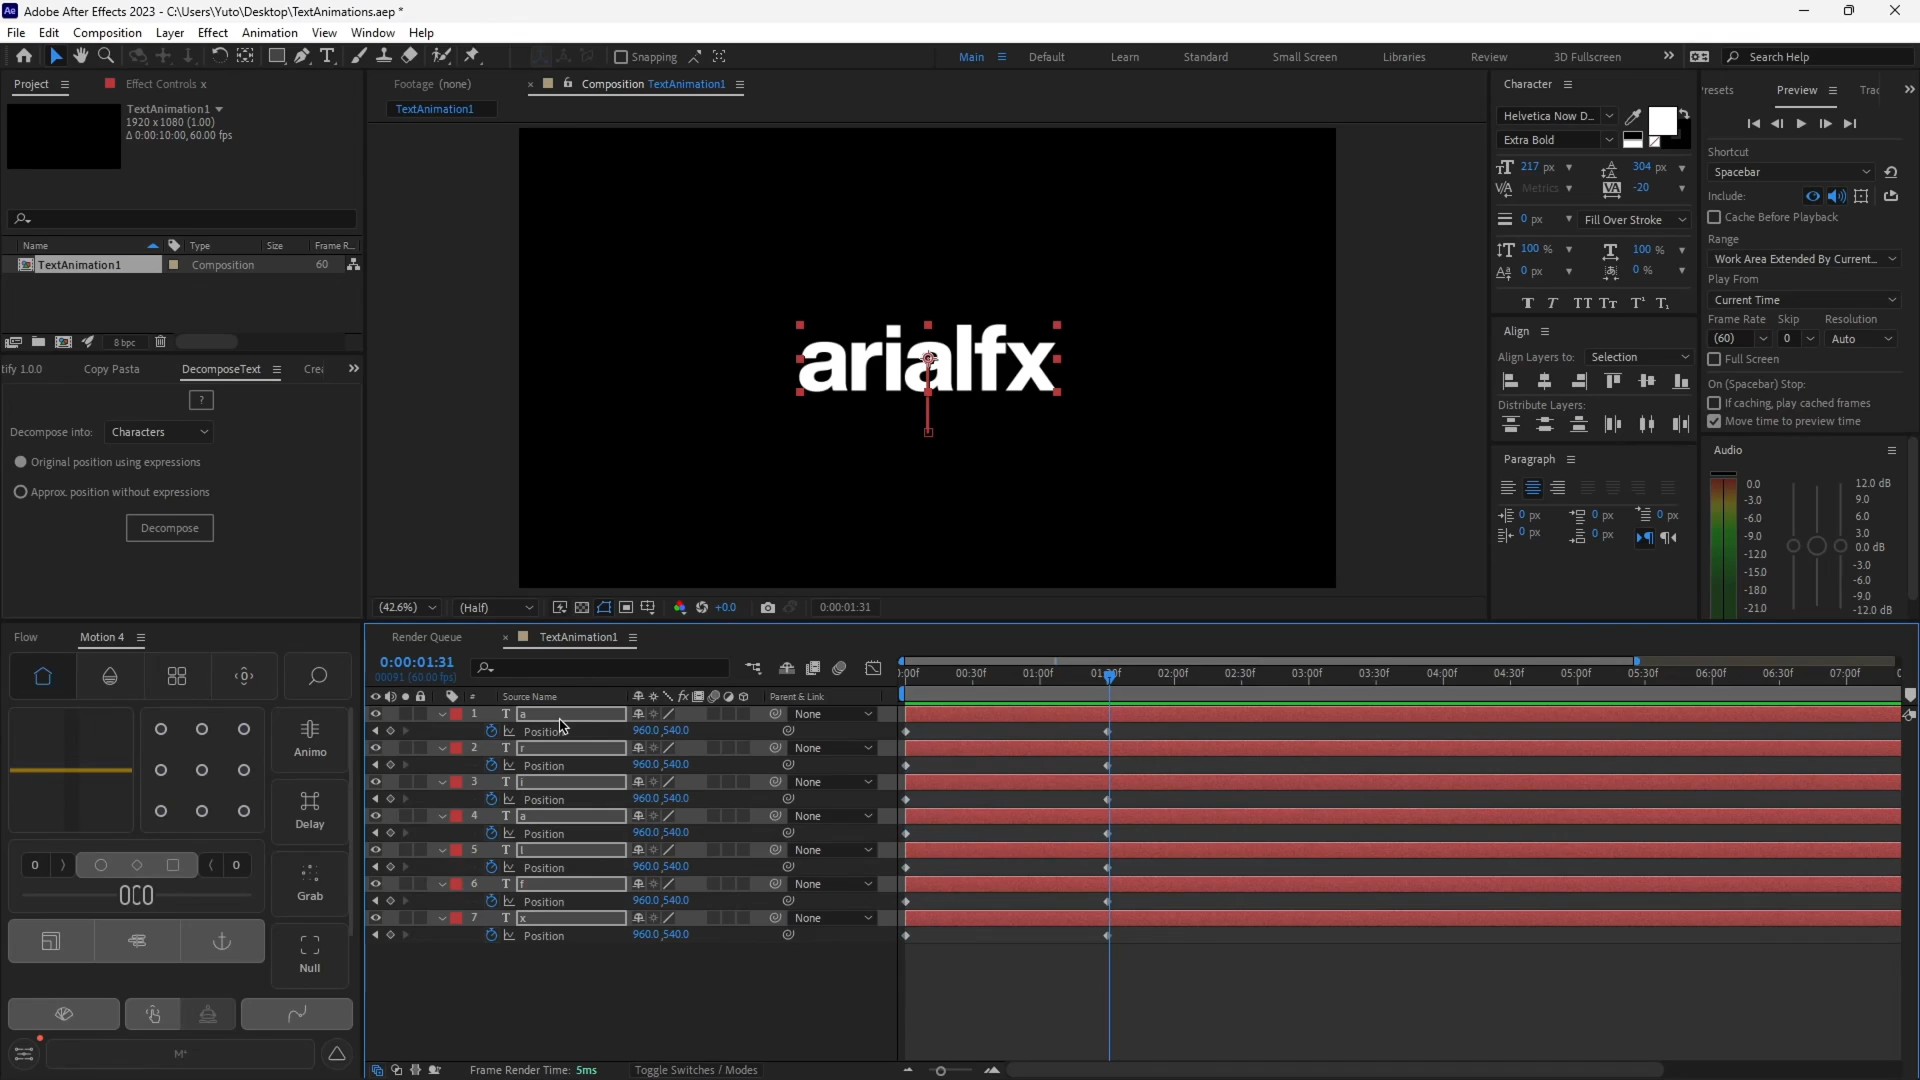 Ae Adobe After Effects 2023 - C:\Users\Yuto\Desktop\TextAnimations.aep *
File Edit Composition Layer Effect Animation View Window Help
Snapping
Main Default Learn Standard Small Screen Libraries Review 3D Fullscreen Search Help
Project Effect Controls
TextAnimation1
1920 x 1080 (1.00)
Δ 0:00:10:00, 60.00 fps
Name Type Size Frame R...
TextAnimation1 Composition 60
8 bpc
tify 1.0.0 Copy Pasta DecomposeText Crea
?
Decompose into: Characters
Original position using expressions
Approx. position without expressions
Decompose
Flow Motion 4
Animo
Delay
Grab
Null
0 0
M+
Footage (none) Composition TextAnimation1
TextAnimation1
arialfx
(42.6%) (Half) +0.0 0:00:01:31
Character
Helvetica Now D...
Extra Bold
217 px 304 px
Metrics -20
0 px Fill Over Stroke
100 % 100 %
0 px 0 %
Align
Align Layers to: Selection
Distribute Layers:
Paragraph
0 px 0 px 0 px
0 px 0 px
resets Preview Trac
Shortcut
Spacebar
Include:
Cache Before Playback
Range
Work Area Extended By Current...
Play From
Current Time
Frame Rate Skip Resolution
(60) 0 Auto
Full Screen
On (Spacebar) Stop:
If caching, play cached frames
Move time to preview time
Audio
0.0
-3.0
-6.0
-9.0
-12.0
-15.0
-18.0
-21.0
12.0 dB
9.0
6.0
3.0
0.0 dB
-3.0
-6.0
-9.0
-12.0 dB
Render Queue TextAnimation1
0:00:01:31
00091 (60.00 fps)
:00f 00:30f 01:00f 01:30f 02:00f 02:30f 03:00f 03:30f 04:00f 04:30f 05:00f 05:30f 06:00f 06:30f 07:00f
# Source Name Parent & Link
1 T a None
Position 960.0,540.0
2 T r None
Position 960.0,540.0
3 T i None
Position 960.0,540.0
4 T a None
Position 960.0,540.0
5 T l None
Position 960.0,540.0
6 T f None
Position 960.0,540.0
7 T x None
Position 960.0,540.0
Frame Render Time: 5ms Toggle Switches / Modes